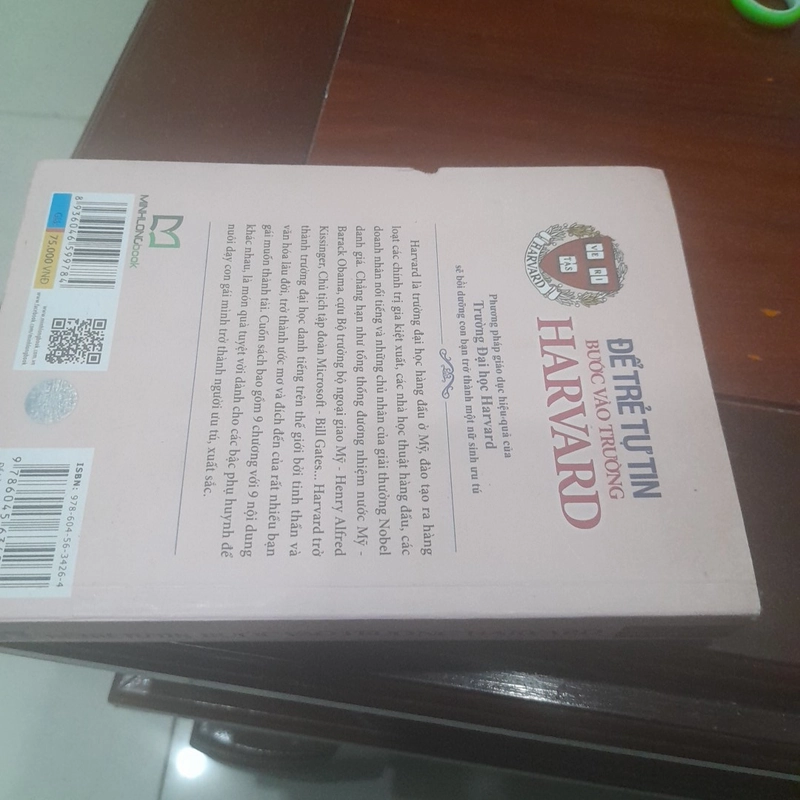 VE RI
TAS
HARVARD
ĐỂ TRẺ TỰ TIN
BƯỚC VÀO TRƯỜNG
HARVARD
Phương pháp giáo dục hiệu quả của
Trường Đại học Harvard
sẽ bồi dưỡng con bạn trở thành một nữ sinh ưu tú
Harvard là trường đại học hàng đầu ở Mỹ, đào tạo ra hàng
loạt các chính trị gia kiệt xuất, các nhà học thuật hàng đầu, các
doanh nhân nổi tiếng và những chủ nhân của giải thưởng Nobel
danh giá. Chẳng hạn như tổng thống đương nhiệm nước Mỹ -
Barack Obama, cựu Bộ trưởng bộ ngoại giao Mỹ - Henry Alfred
Kissinger, Chủ tịch tập đoàn Microsoft - Bill Gates... Harvard trở
thành trường đại học danh tiếng trên thế giới bởi tinh thần và
văn hóa lâu đời, trở thành ước mơ và đích đến của rất nhiều bạn
gái muốn thành tài. Cuốn sách bao gồm 9 chương với 9 nội dung
khác nhau, là món quà tuyệt vời dành cho các bậc phụ huynh để
nuôi dạy con gái mình trở thành người ưu tú, xuất sắc.
MINHLONGbook
8936046599784
75.000 VNĐ
ISBN: 978-604-56-3426-4